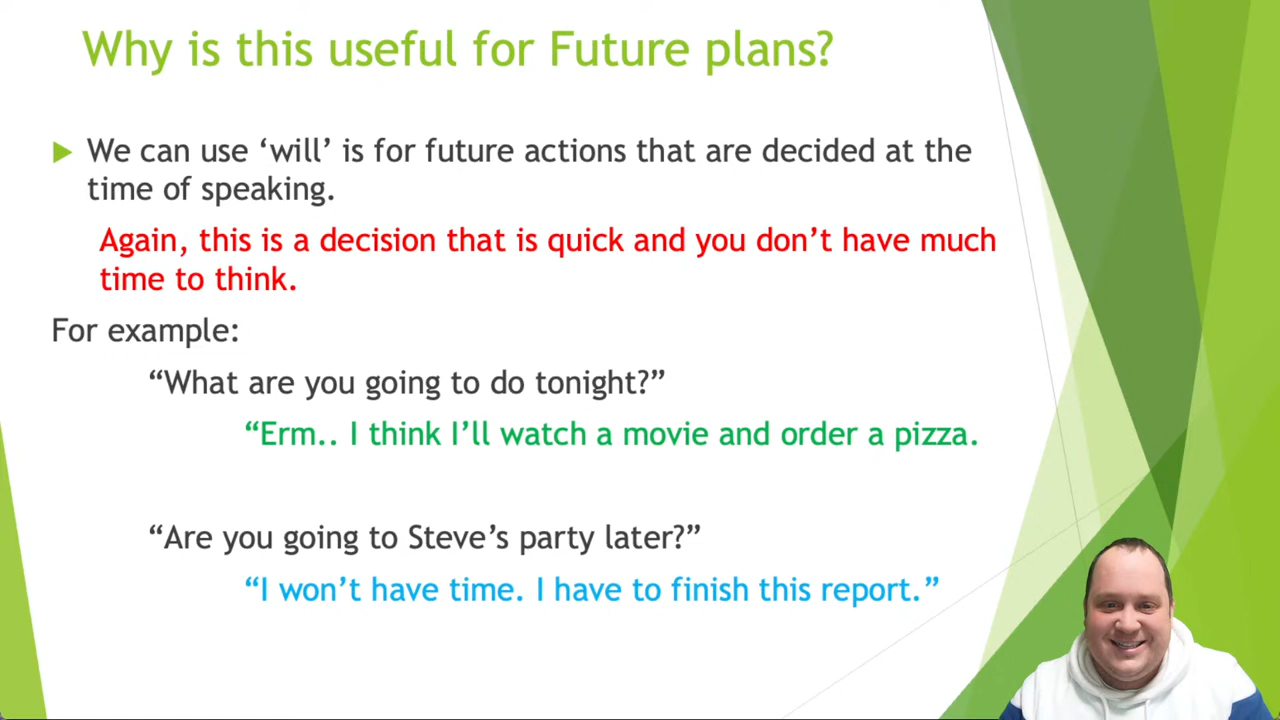 Why is this useful for Future plans?
We can use ‘will’ is for future actions that are decided at the
time of speaking.
Again, this is a decision that is quick and you don’t have much
time to think.
For example:
“What are you going to do tonight?”
“Erm.. I think I’ll watch a movie and order a pizza.
“Are you going to Steve’s party later?”
“I won’t have time. I have to finish this report.”